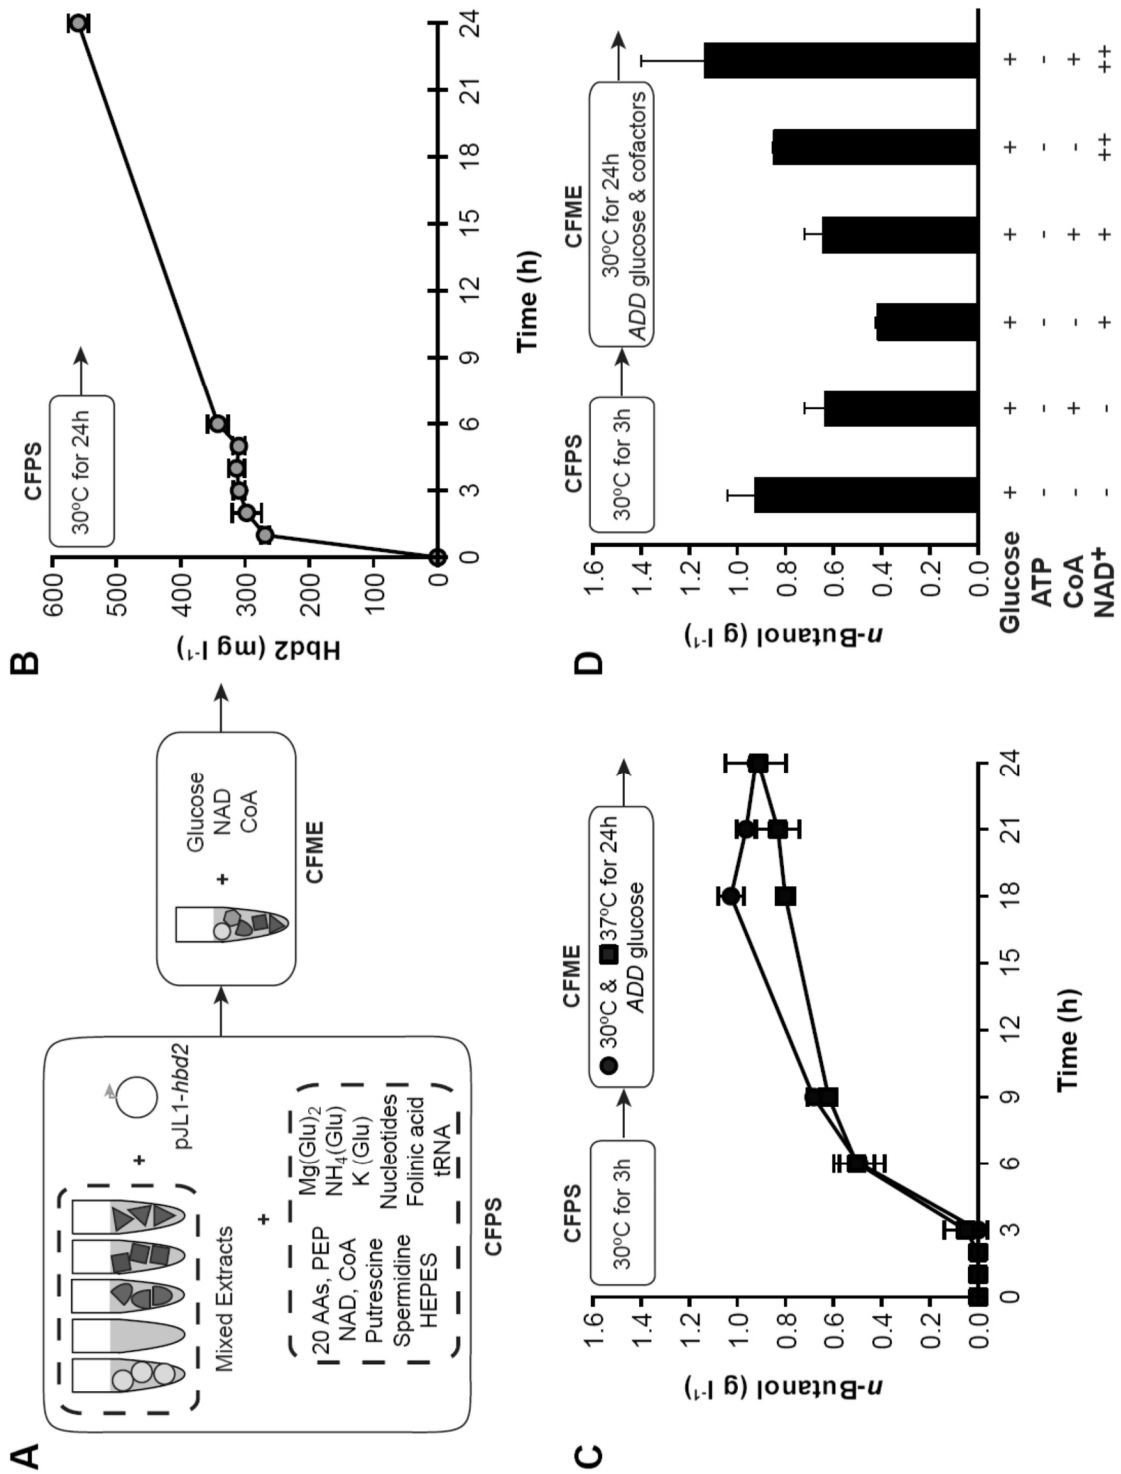 A
Mixed Extracts
+
pJL1-hbd2
+
20 AAs, PEP
NAD, CoA
Putrescine
Spermidine
HEPES
Mg(Glu)2
NH4(Glu)
K (Glu)
Nucleotides
Folinic acid
tRNA
CFPS
+
Glucose
NAD
CoA
CFME
B
CFPS
30ºC for 24h
Hbd2 (mg l-1)
600
500
400
300
200
100
0
0 3 6 9 12 15 18 21 24
Time (h)
C
CFPS
30ºC for 3h
CFME
30ºC & 37ºC for 24h
ADD glucose
n-Butanol (g l-1)
1.6
1.4
1.2
1.0
0.8
0.6
0.4
0.2
0.0
0 3 6 9 12 15 18 21 24
Time (h)
D
CFPS
30ºC for 3h
CFME
30ºC for 24h
ADD glucose & cofactors
n-Butanol (g l-1)
1.6
1.4
1.2
1.0
0.8
0.6
0.4
0.2
0.0
Glucose + + + + + +
ATP - - - - - -
CoA - + - + - +
NAD+ - - + + ++ ++